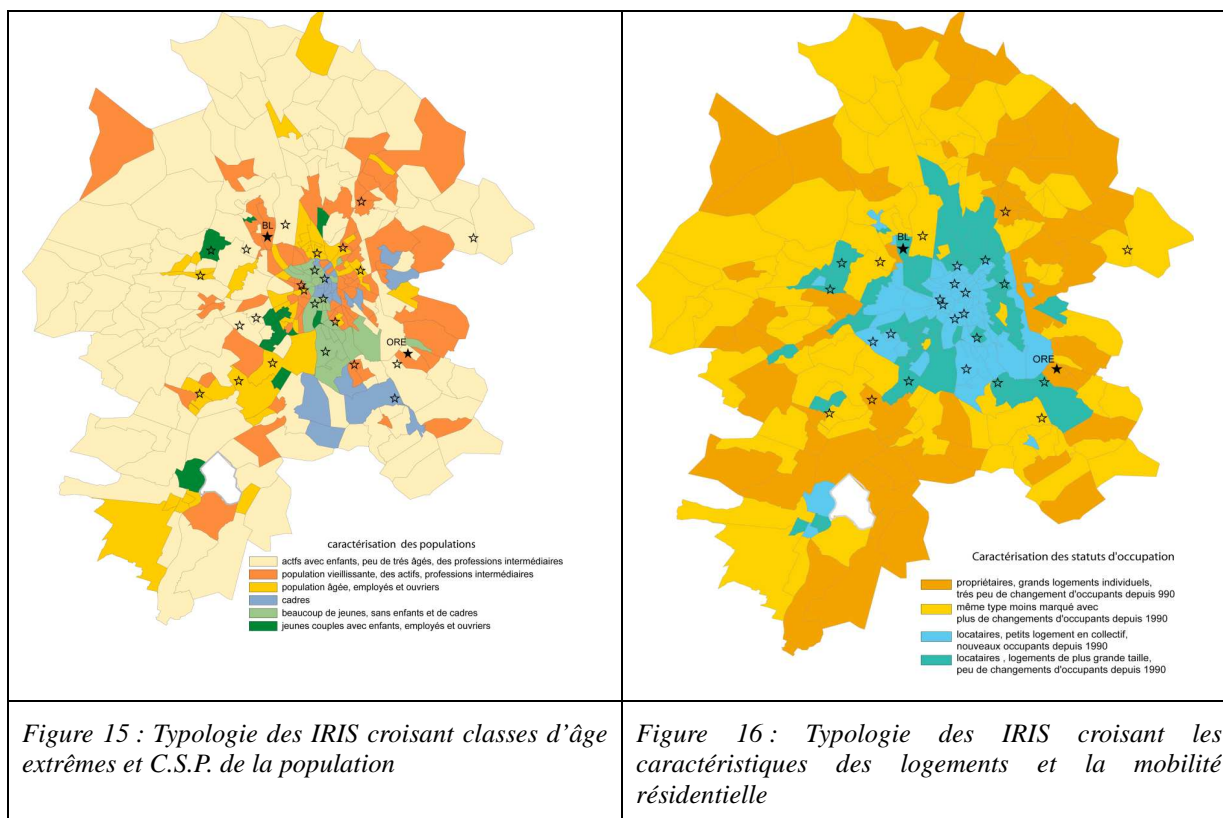 BL
ORE
caractérisation des populations
actfs avec enfants, peu de trés âgés, des professions intermédiaires
population vieillissante, des actifs, professions intermédiaires
population âgée, employés et ouvriers
cadres
beaucoup de jeunes, sans enfants et de cadres
jeunes couples avec enfants, employés et ouvriers
BL
ORE
Caractérisation des statuts d'occupation
propriétaires, grands logements individuels,
trés peu de changement d'occupants depuis 990
même type moins marqué avec
plus de changements d'occupants depuis 1990
locataires, petits logement en collectif,
nouveaux occupants depuis 1990
locataires , logements de plus grande taille,
peu de changements d'occupants depuis 1990
Figure 15 : Typologie des IRIS croisant classes d'âge
extrêmes et C.S.P. de la population
Figure 16 : Typologie des IRIS croisant les
caractéristiques des logements et la mobilité
résidentielle